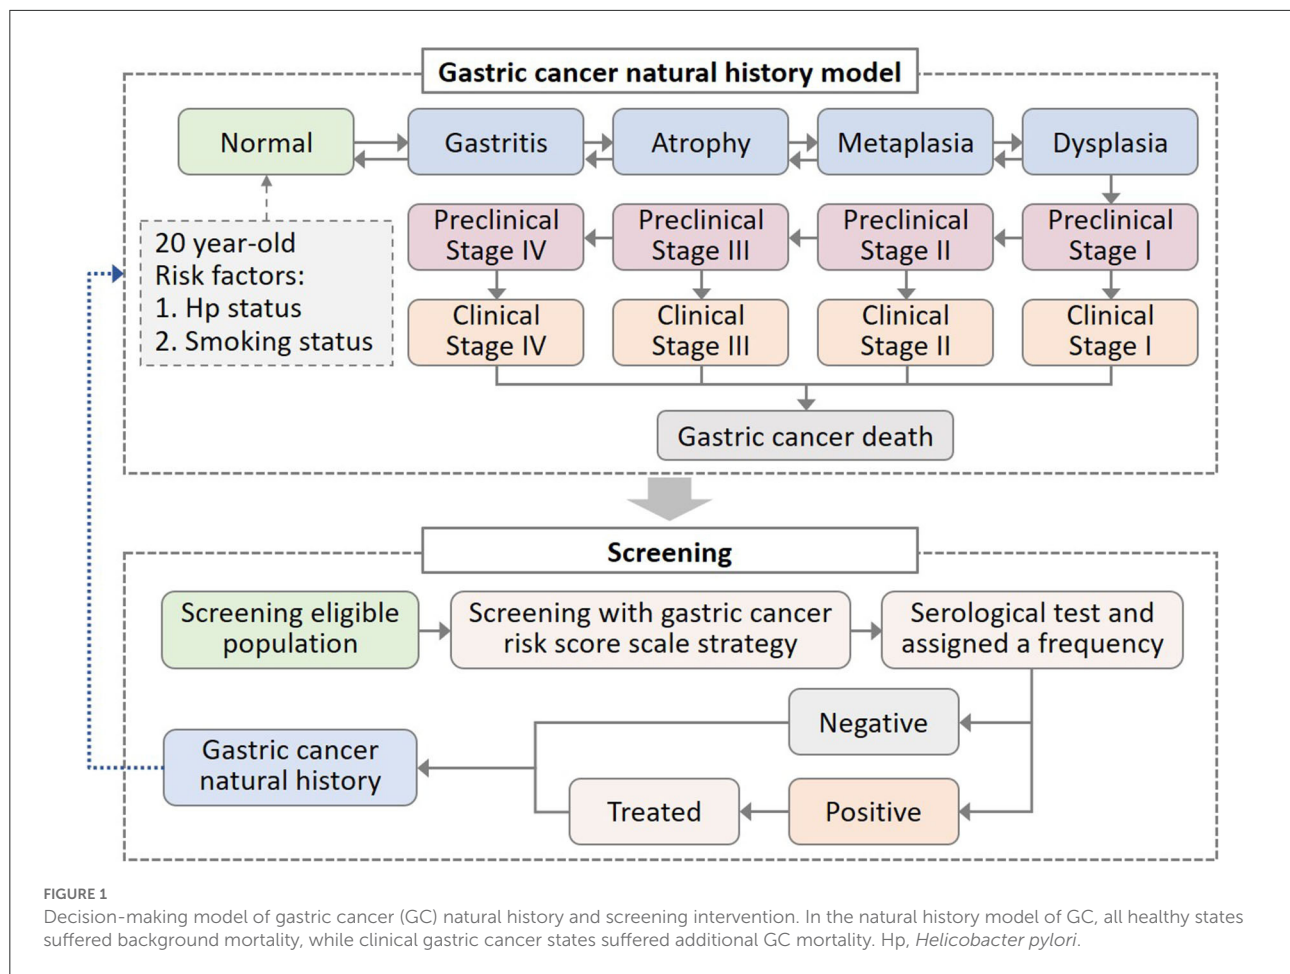 Gastric cancer natural history model
Normal
Gastritis
Atrophy
Metaplasia
Dysplasia
20 year-old
Risk factors:
1. Hp status
2. Smoking status
Preclinical
Stage IV
Preclinical
Stage III
Preclinical
Stage II
Preclinical
Stage I
Clinical
Stage IV
Clinical
Stage III
Clinical
Stage II
Clinical
Stage I
Gastric cancer death
Screening
Screening eligible
population
Screening with gastric cancer
risk score scale strategy
Serological test and
assigned a frequency
Negative
Gastric cancer
natural history
Treated
Positive
FIGURE 1
Decision-making model of gastric cancer (GC) natural history and screening intervention. In the natural history model of GC, all healthy states
suffered background mortality, while clinical gastric cancer states suffered additional GC mortality. Hp, Helicobacter pylori.